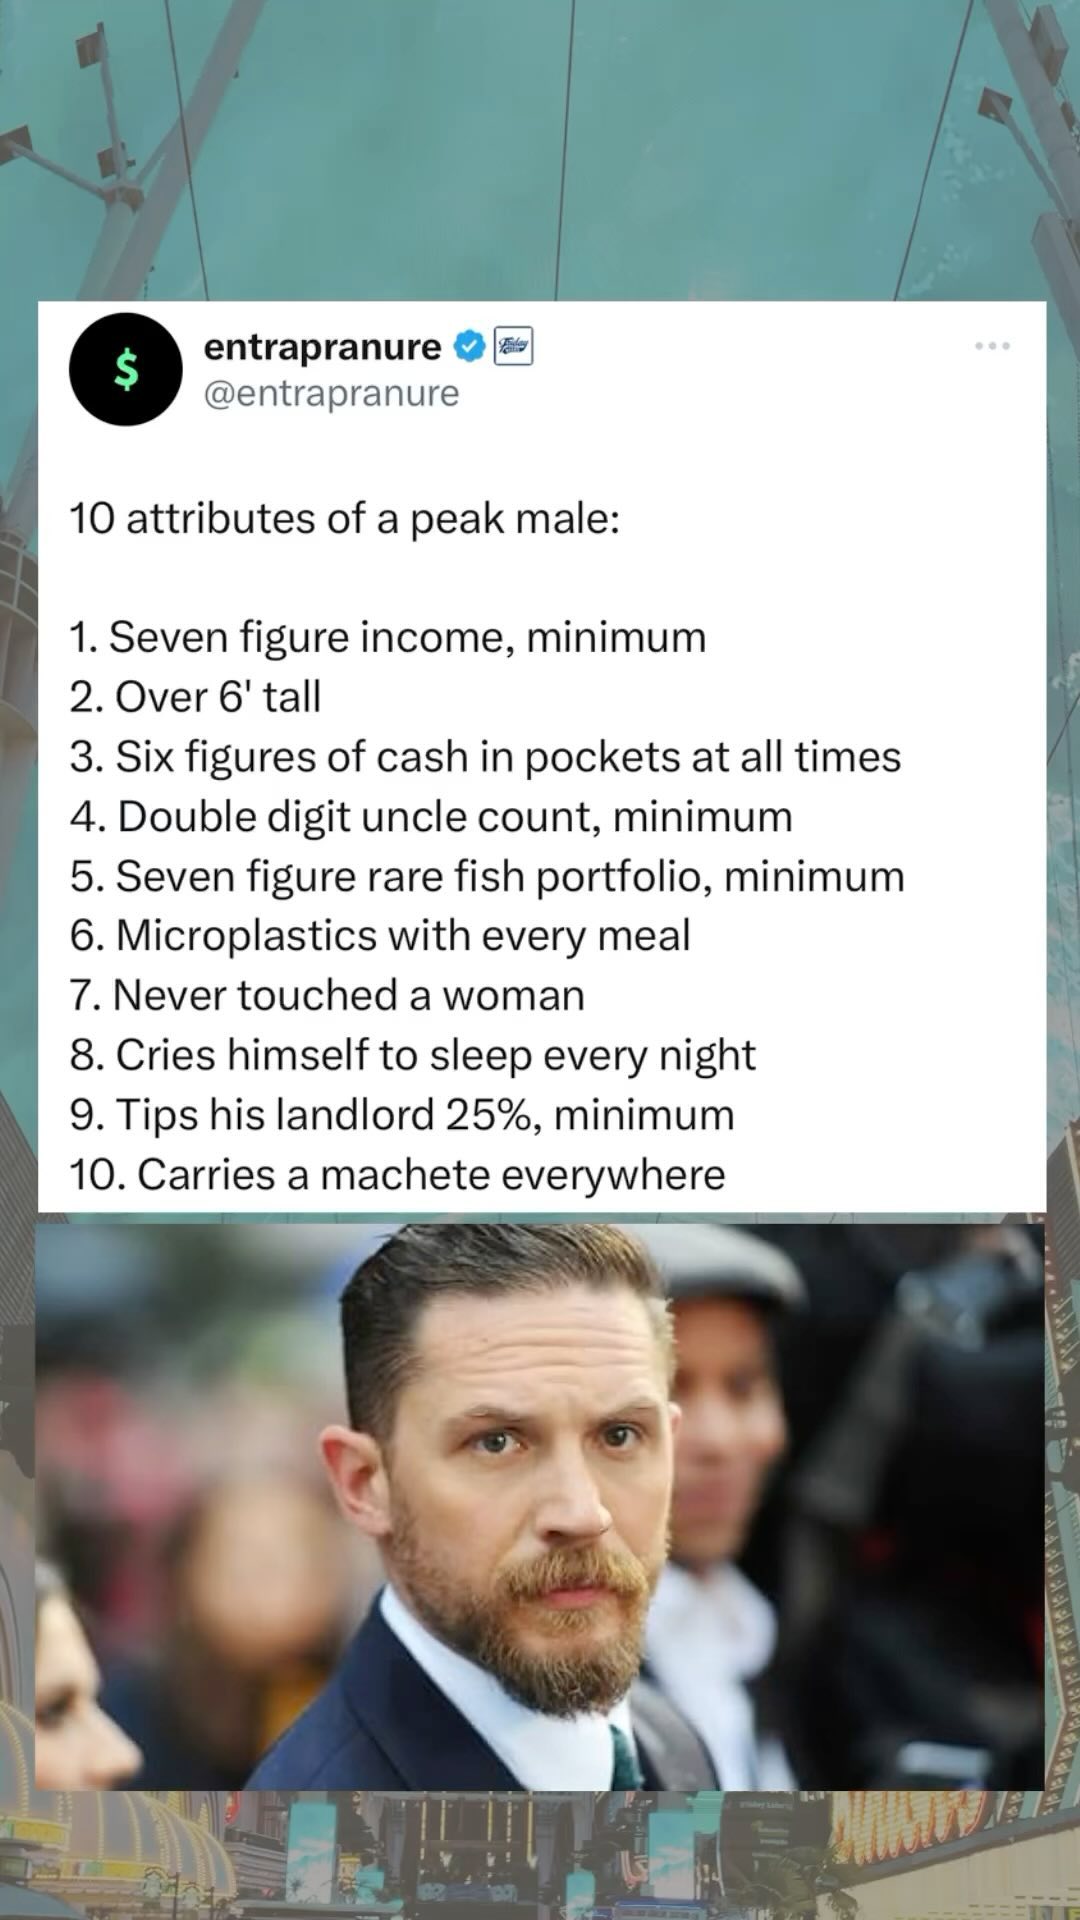 entrapranure
@entrapranure
10 attributes of a peak male:
1. Seven figure income, minimum
2. Over 6' tall
3. Six figures of cash in pockets at all times
4. Double digit uncle count, minimum
5. Seven figure rare fish portfolio, minimum
6. Microplastics with every meal
7. Never touched a woman
8. Cries himself to sleep every night
9. Tips his landlord 25%, minimum
10. Carries a machete everywhere